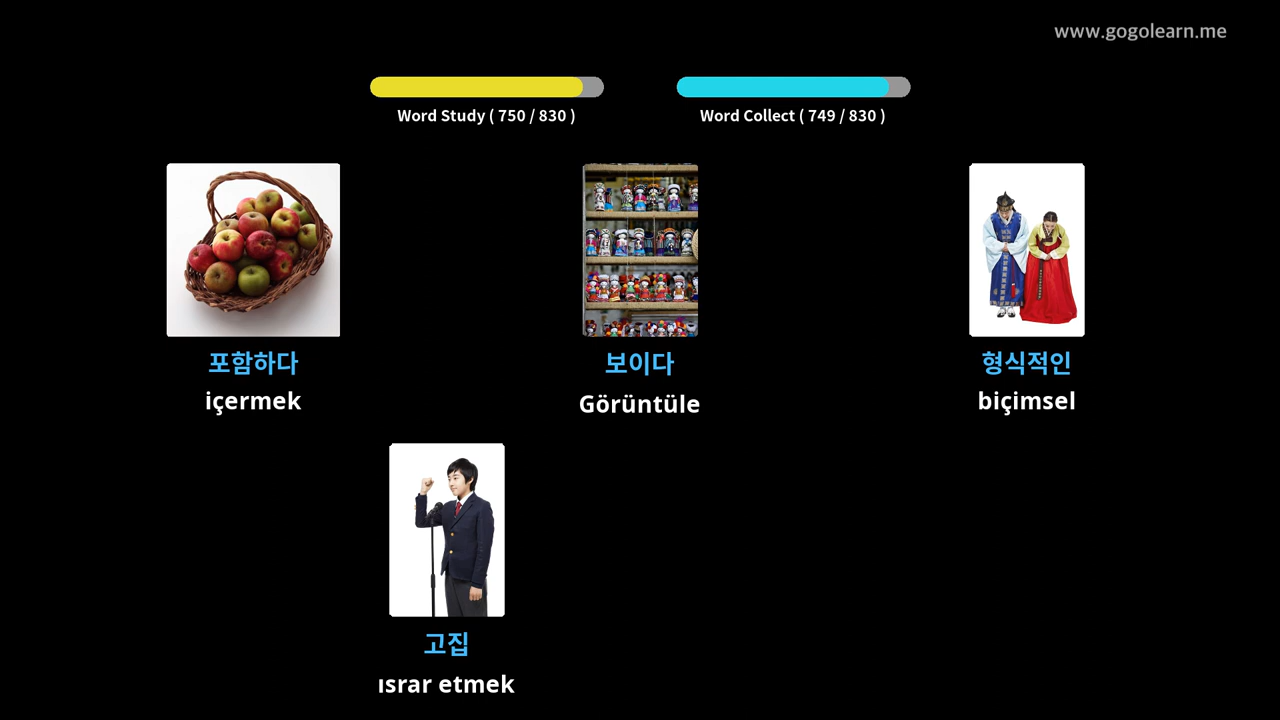 www.gogolearn.me
Word Study ( 750 / 830 )
Word Collect ( 749 / 830 )
포함하다
içermek
보이다
Görüntüle
형식적인
biçimsel
고집
ısrar etmek